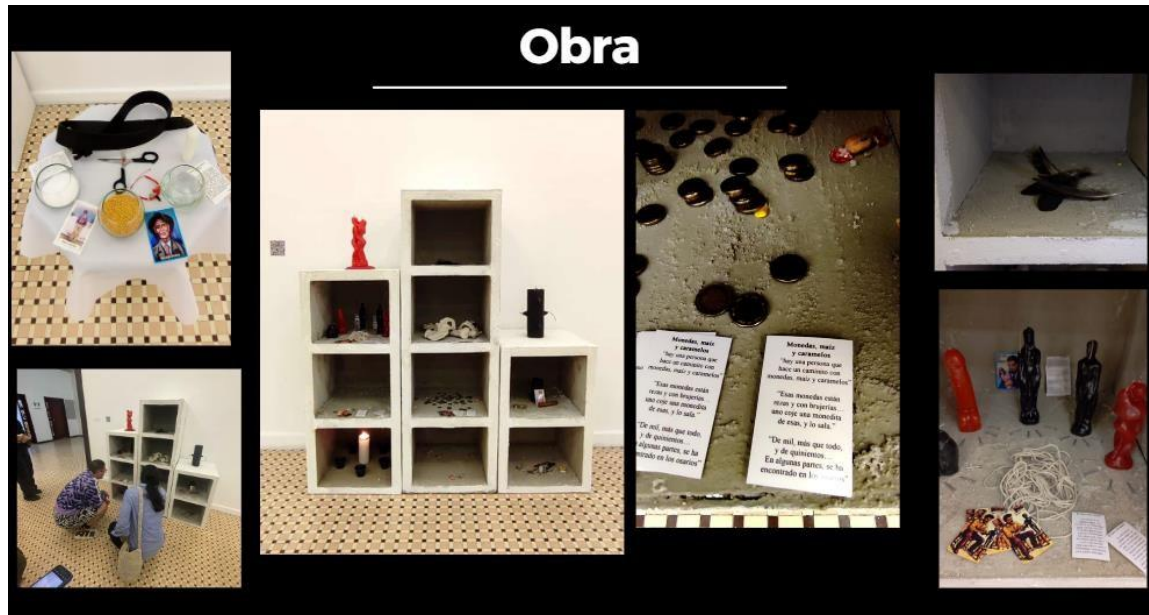 Obra
Monedas, maíz
y caramelos
"hay una persona que
hace un caminito con
monedas, maíz y caramelos"
"Esas monedas están
rezas y con brujerías...
uno coje una monedita
de esas, y lo sala."
"De mil, más que todo,
y de quinientos...
En algunas partes, se ha
encontrado en los osarios"
Monedas, maíz
y caramelos
"hay una persona que
hace un caminito con
monedas, maíz y caramelos"
"Esas monedas están
rezas y con brujerías...
uno coje una monedita
de esas, y lo sala."
"De mil, más que todo,
y de quinientos...
En algunas partes, se ha
encontrado en los osarios"